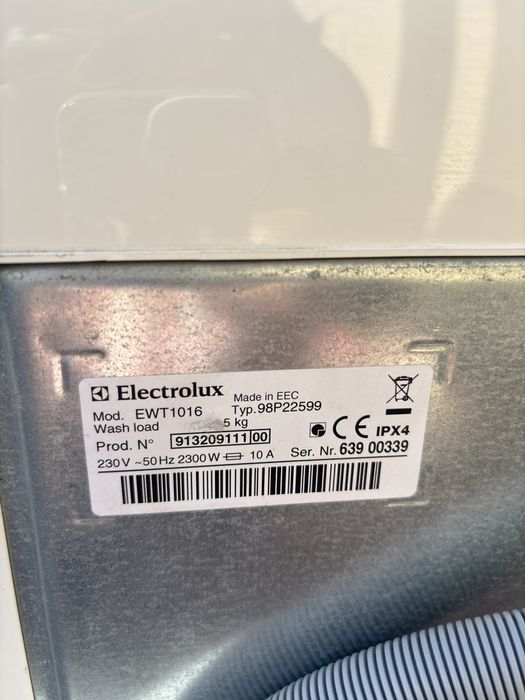 Electrolux Made in EEC
Mod. EWT1016 Typ.98P22599
Wash load 5 kg
Prod. N° 913209111 00
IPX4
230 V ~50 Hz 2300 W 10 A Ser. Nr. 639 00339